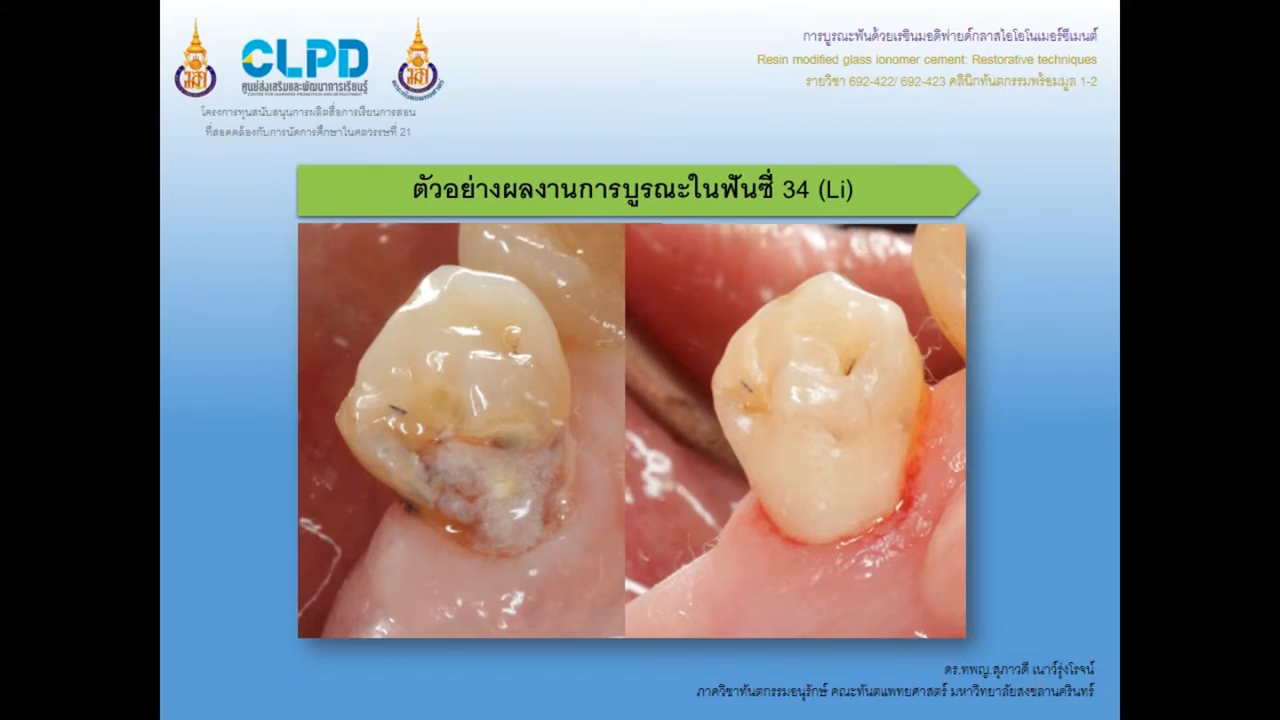 CLPD
ศูนย์ส่งเสริมและพัฒนาการเรียนรู้
CENTER FOR LEARNING PROMOTION AND DEVELOPMENT
โครงการทุนสนับสนุนการผลิตสื่อการเรียนการสอน
ที่สอดคล้องกับการจัดการศึกษาในศตวรรษที่ 21
การบูรณะฟันด้วยเรซินมอดิฟายด์กลาสไอโอโนเมอร์ซีเมนต์
Resin modified glass ionomer cement: Restorative techniques
รายวิชา 692-422/ 692-423 คลินิกทันตกรรมพร้อมมูล 1-2
ตัวอย่างผลงานการบูรณะในฟันซี่ 34 (Li)
ดร.ทพญ.สุภาวดี เนาว์รุ่งโรจน์
ภาควิชาทันตกรรมอนุรักษ์ คณะทันตแพทยศาสตร์ มหาวิทยาลัยสงขลานครินทร์